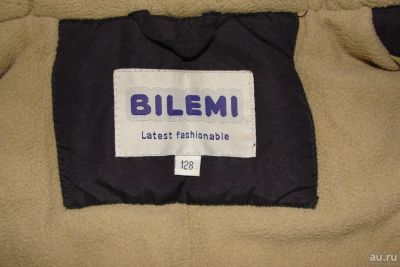 BILEMI
Latest fashionable
128
au.ru